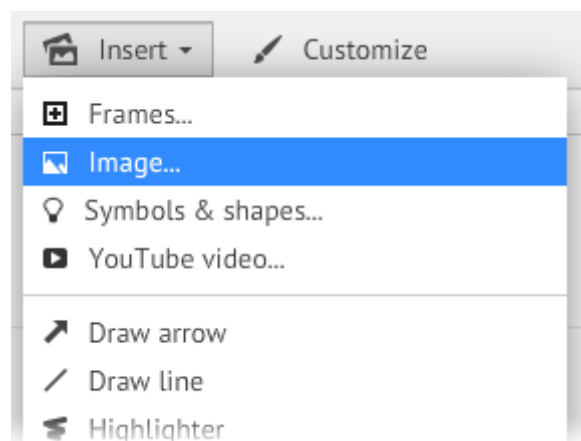 Insert Customize
Frames...
Image...
Symbols & shapes...
YouTube video...
Draw arrow
Draw line
Highlighter